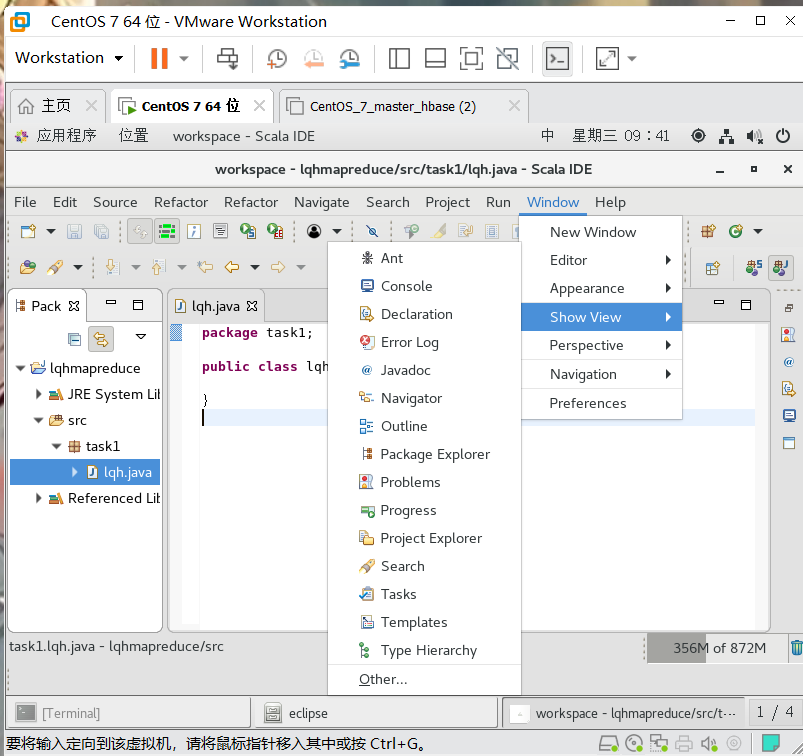 CentOS 7 64 位 - VMware Workstation
Workstation
主页
CentOS 7 64 位
CentOS_7_master_hbase (2)
应用程序 位置 workspace - Scala IDE 中 星期三 09：41
workspace - lqhmapreduce/src/task1/lqh.java - Scala IDE
File Edit Source Refactor Refactor Navigate Search Project Run Window Help
New Window
Editor
Appearance
Show View
Perspective
Navigation
Preferences
Ant
Console
Declaration
Error Log
Javadoc
Navigator
Outline
Package Explorer
Problems
Progress
Project Explorer
Search
Tasks
Templates
Type Hierarchy
Other...
Pack
lqhmapreduce
JRE System Li
src
task1
lqh.java
Referenced Lib
lqh.java
package task1;
public class lqh
}
task1.lqh.java - lqhmapreduce/src
356M of 872M
[Terminal]
eclipse
workspace - lqhmapreduce/src/t···
1 / 4
要将输入定向到该虚拟机，请将鼠标指针移入其中或按 Ctrl+G。